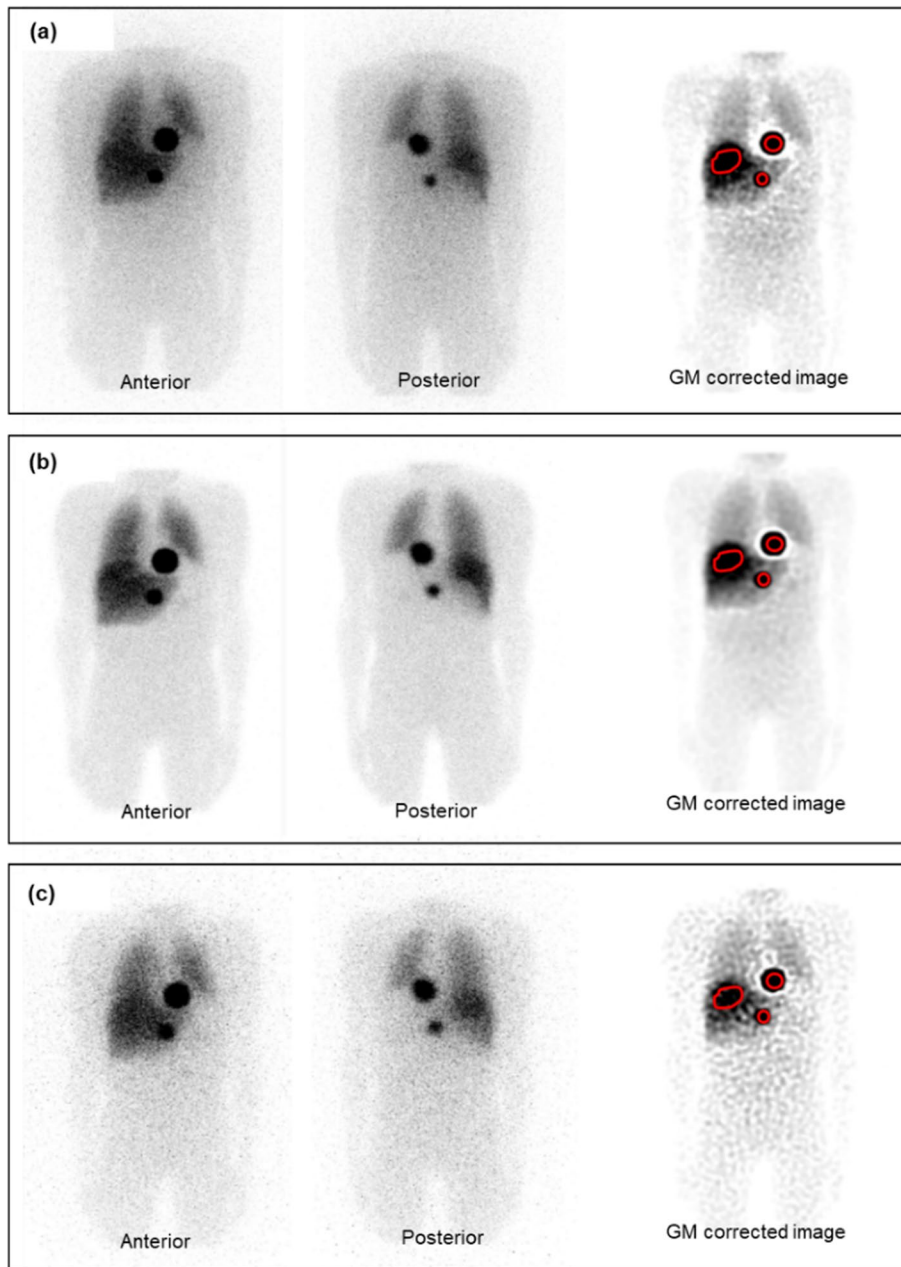 (a)
Anterior
Posterior
GM corrected image
(b)
Anterior
Posterior
GM corrected image
(c)
Anterior
Posterior
GM corrected image